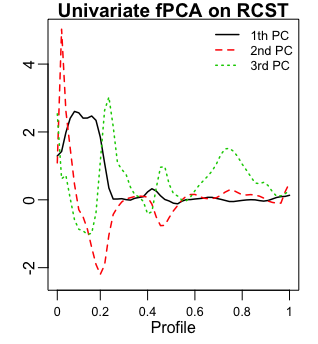 Univariate fPCA on RCST
1th PC
2nd PC
3rd PC
4
2
0
-2
0 0.2 0.4 0.6 0.8 1
Profile